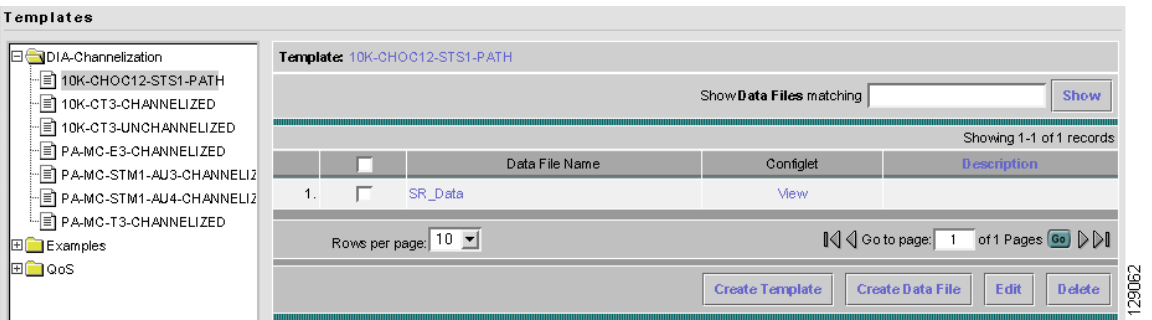 Templates
DIA-Channelization
10K-CHOC12-STS1-PATH
10K-CT3-CHANNELIZED
10K-CT3-UNCHANNELIZED
PA-MC-E3-CHANNELIZED
PA-MC-STM1-AU3-CHANNELIZ
PA-MC-STM1-AU4-CHANNELIZ
PA-MC-T3-CHANNELIZED
Examples
QoS
Template: 10K-CHOC12-STS1-PATH
Show Data Files matching Show
Showing 1-1 of 1 records
Data File Name Configlet Description
1. SR_Data View
Rows per page: 10 Go to page: 1 of 1 Pages Go
Create Template Create Data File Edit Delete
129062